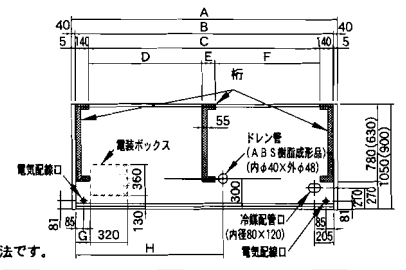 A
40 B 40
5 140 C 140 5
D E F
桁
55
電装ボックス
ドレン管
(ABS樹脂成形品)
(内φ40×外φ48)
電気配線口
360
300
780(630)
1050(900)
冷媒配管口
(内径80×120)
210
270
81 85 130 85 81
G 320 205
電気配線口
H
法です。